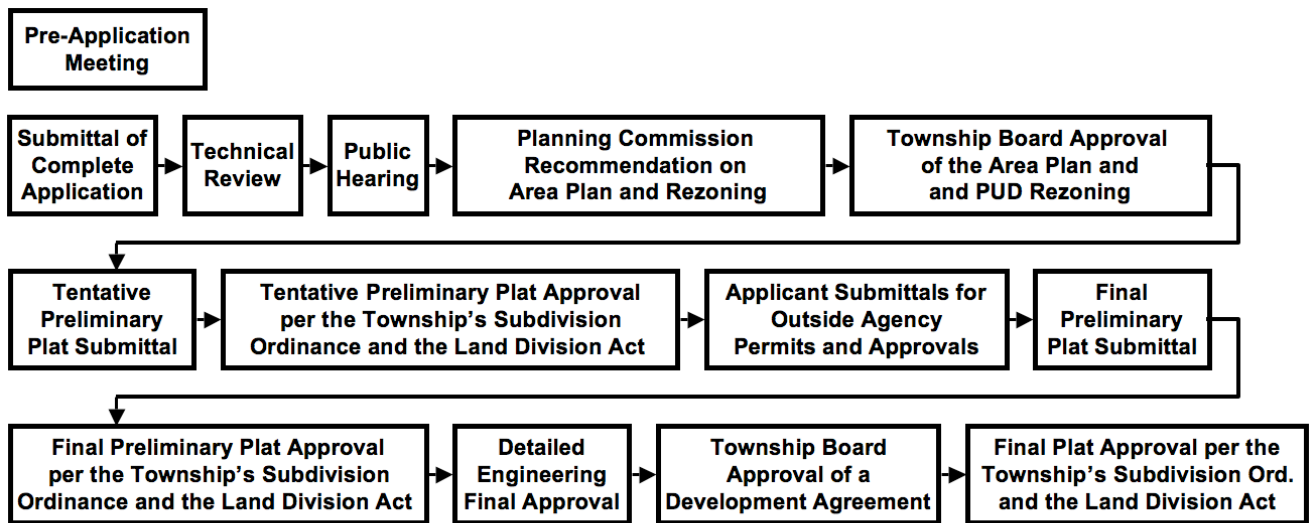 Pre-Application
Meeting
Submittal of
Complete
Application
Technical
Review
Public
Hearing
Planning Commission
Recommendation on
Area Plan and Rezoning
Township Board Approval
of the Area Plan and
and PUD Rezoning
Tentative
Preliminary
Plat Submittal
Tentative Preliminary Plat Approval
per the Township’s Subdivision
Ordinance and the Land Division Act
Applicant Submittals for
Outside Agency
Permits and Approvals
Final
Preliminary
Plat Submittal
Final Preliminary Plat Approval
per the Township’s Subdivision
Ordinance and the Land Division Act
Detailed
Engineering
Final Approval
Township Board
Approval of a
Development Agreement
Final Plat Approval per the
Township’s Subdivision Ord.
and the Land Division Act